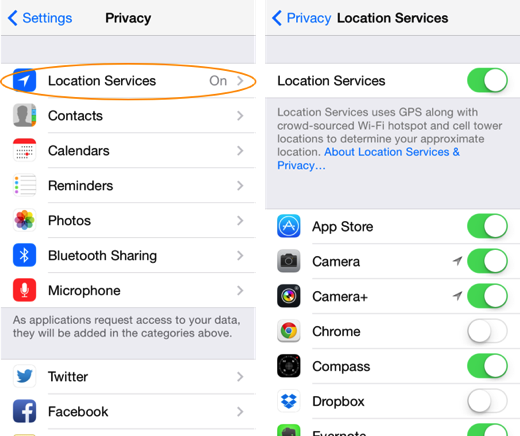 Settings
Privacy
Location Services On
Contacts
Calendars
Reminders
Photos
Bluetooth Sharing
Microphone
As applications request access to your data,
they will be added in the categories above.
Twitter
Facebook
Privacy
Location Services
Location Services
Location Services uses GPS along with
crowd-sourced Wi-Fi hotspot and cell tower
locations to determine your approximate
location. About Location Services &
Privacy…
App Store
Camera
Camera+
Chrome
Compass
Dropbox
Evernote